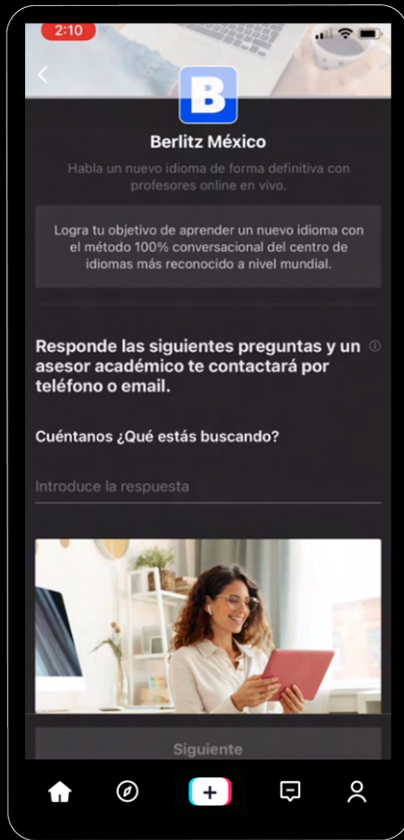 2:10
B
Berlitz México
Habla un nuevo idioma de forma definitiva con
profesores online en vivo.
Logra tu objetivo de aprender un nuevo idioma con
el método 100% conversacional del centro de
idiomas más reconocido a nivel mundial.
Responde las siguientes preguntas y un
asesor académico te contactará por
teléfono o email.
Cuéntanos ¿Qué estás buscando?
Introduce la respuesta
Siguiente